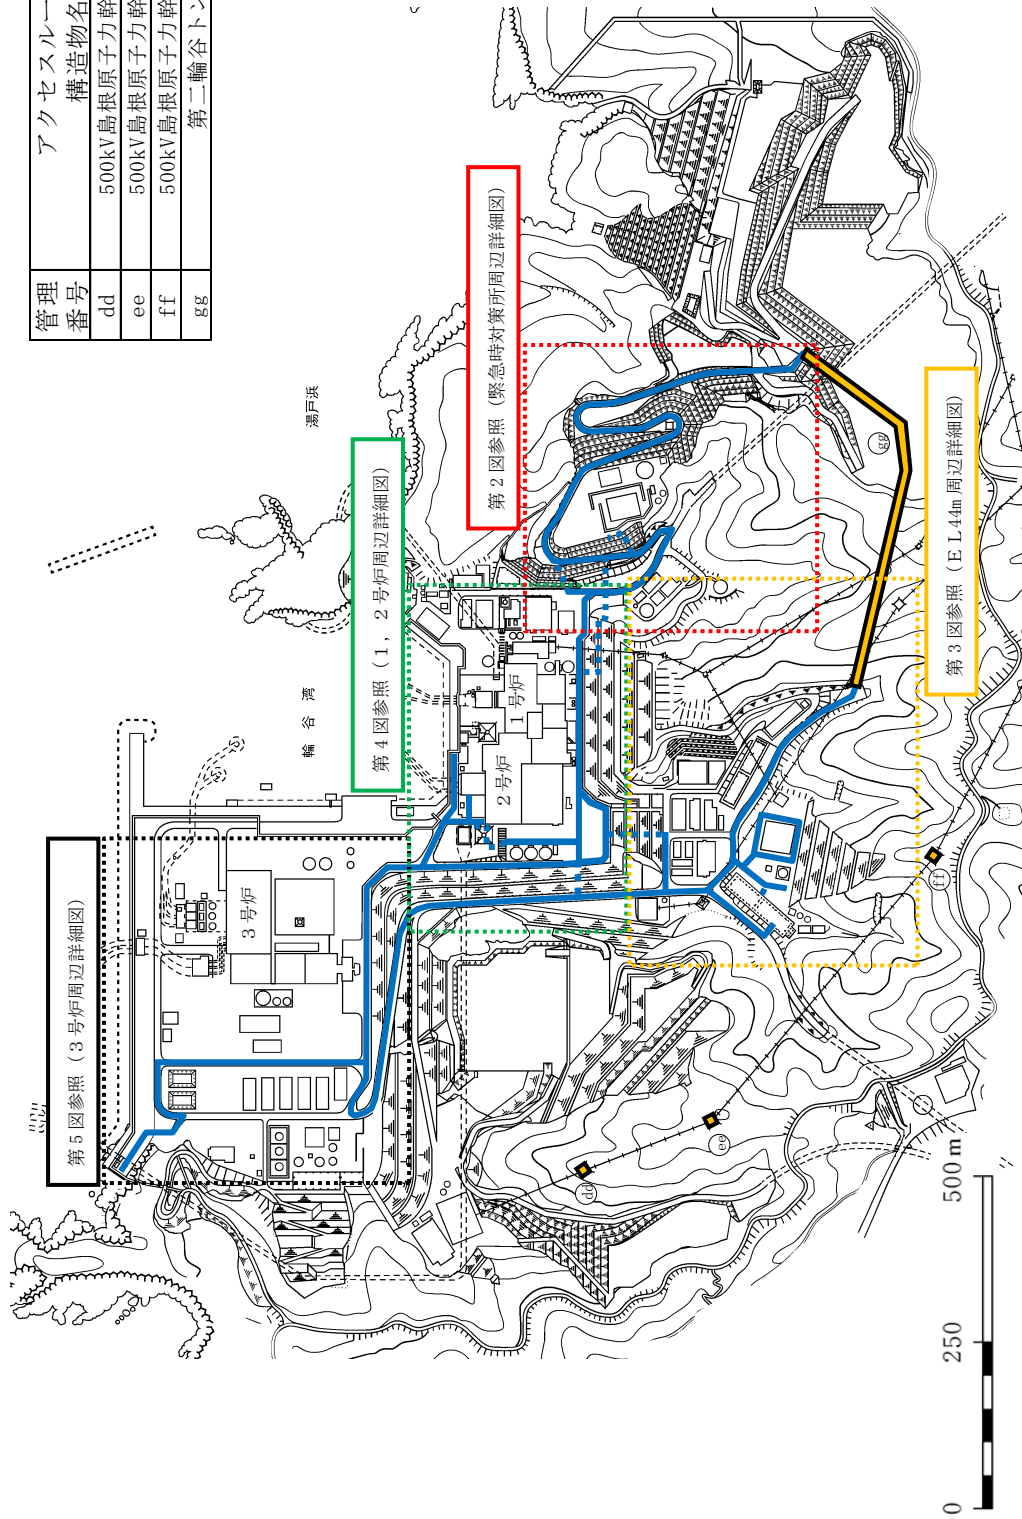 アクセスルー
構造物名
管理
番号
dd 500kV島根原子力幹
ee 500kV島根原子力幹
ff 500kV島根原子力幹
gg 第二輪谷トン
湯戸浜
輪谷湾
第2図参照（緊急時対策所周辺詳細図）
第4図参照（1，2号炉周辺詳細図）
第3図参照（EL44m周辺詳細図）
第5図参照（3号炉周辺詳細図）
1号炉
2号炉
3号炉
gg
ff
ee
dd
0 250 500m